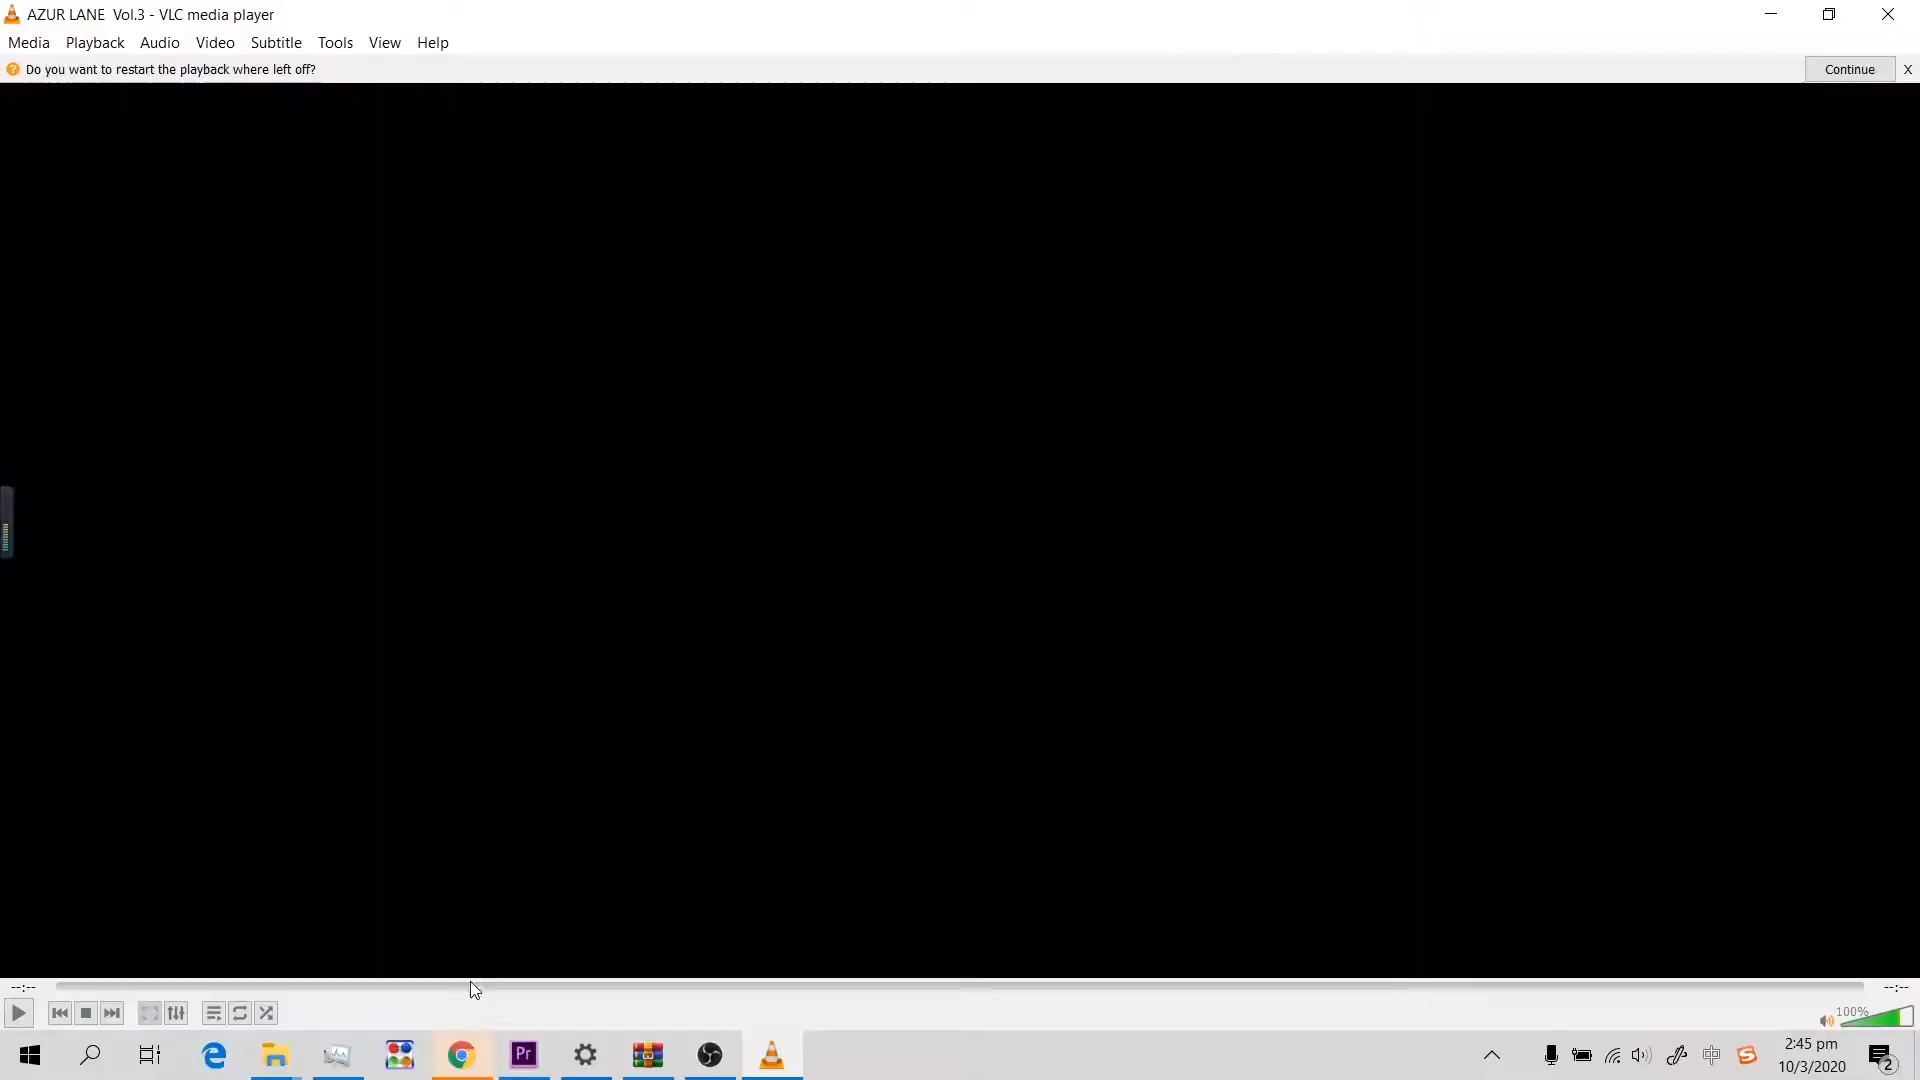 AZUR LANE  Vol.3 - VLC media player
Media Playback Audio Video Subtitle Tools View Help
Do you want to restart the playback where left off? Continue X
--:-- --:--
100%
Pr 中 2:45 pm
10/3/2020 2